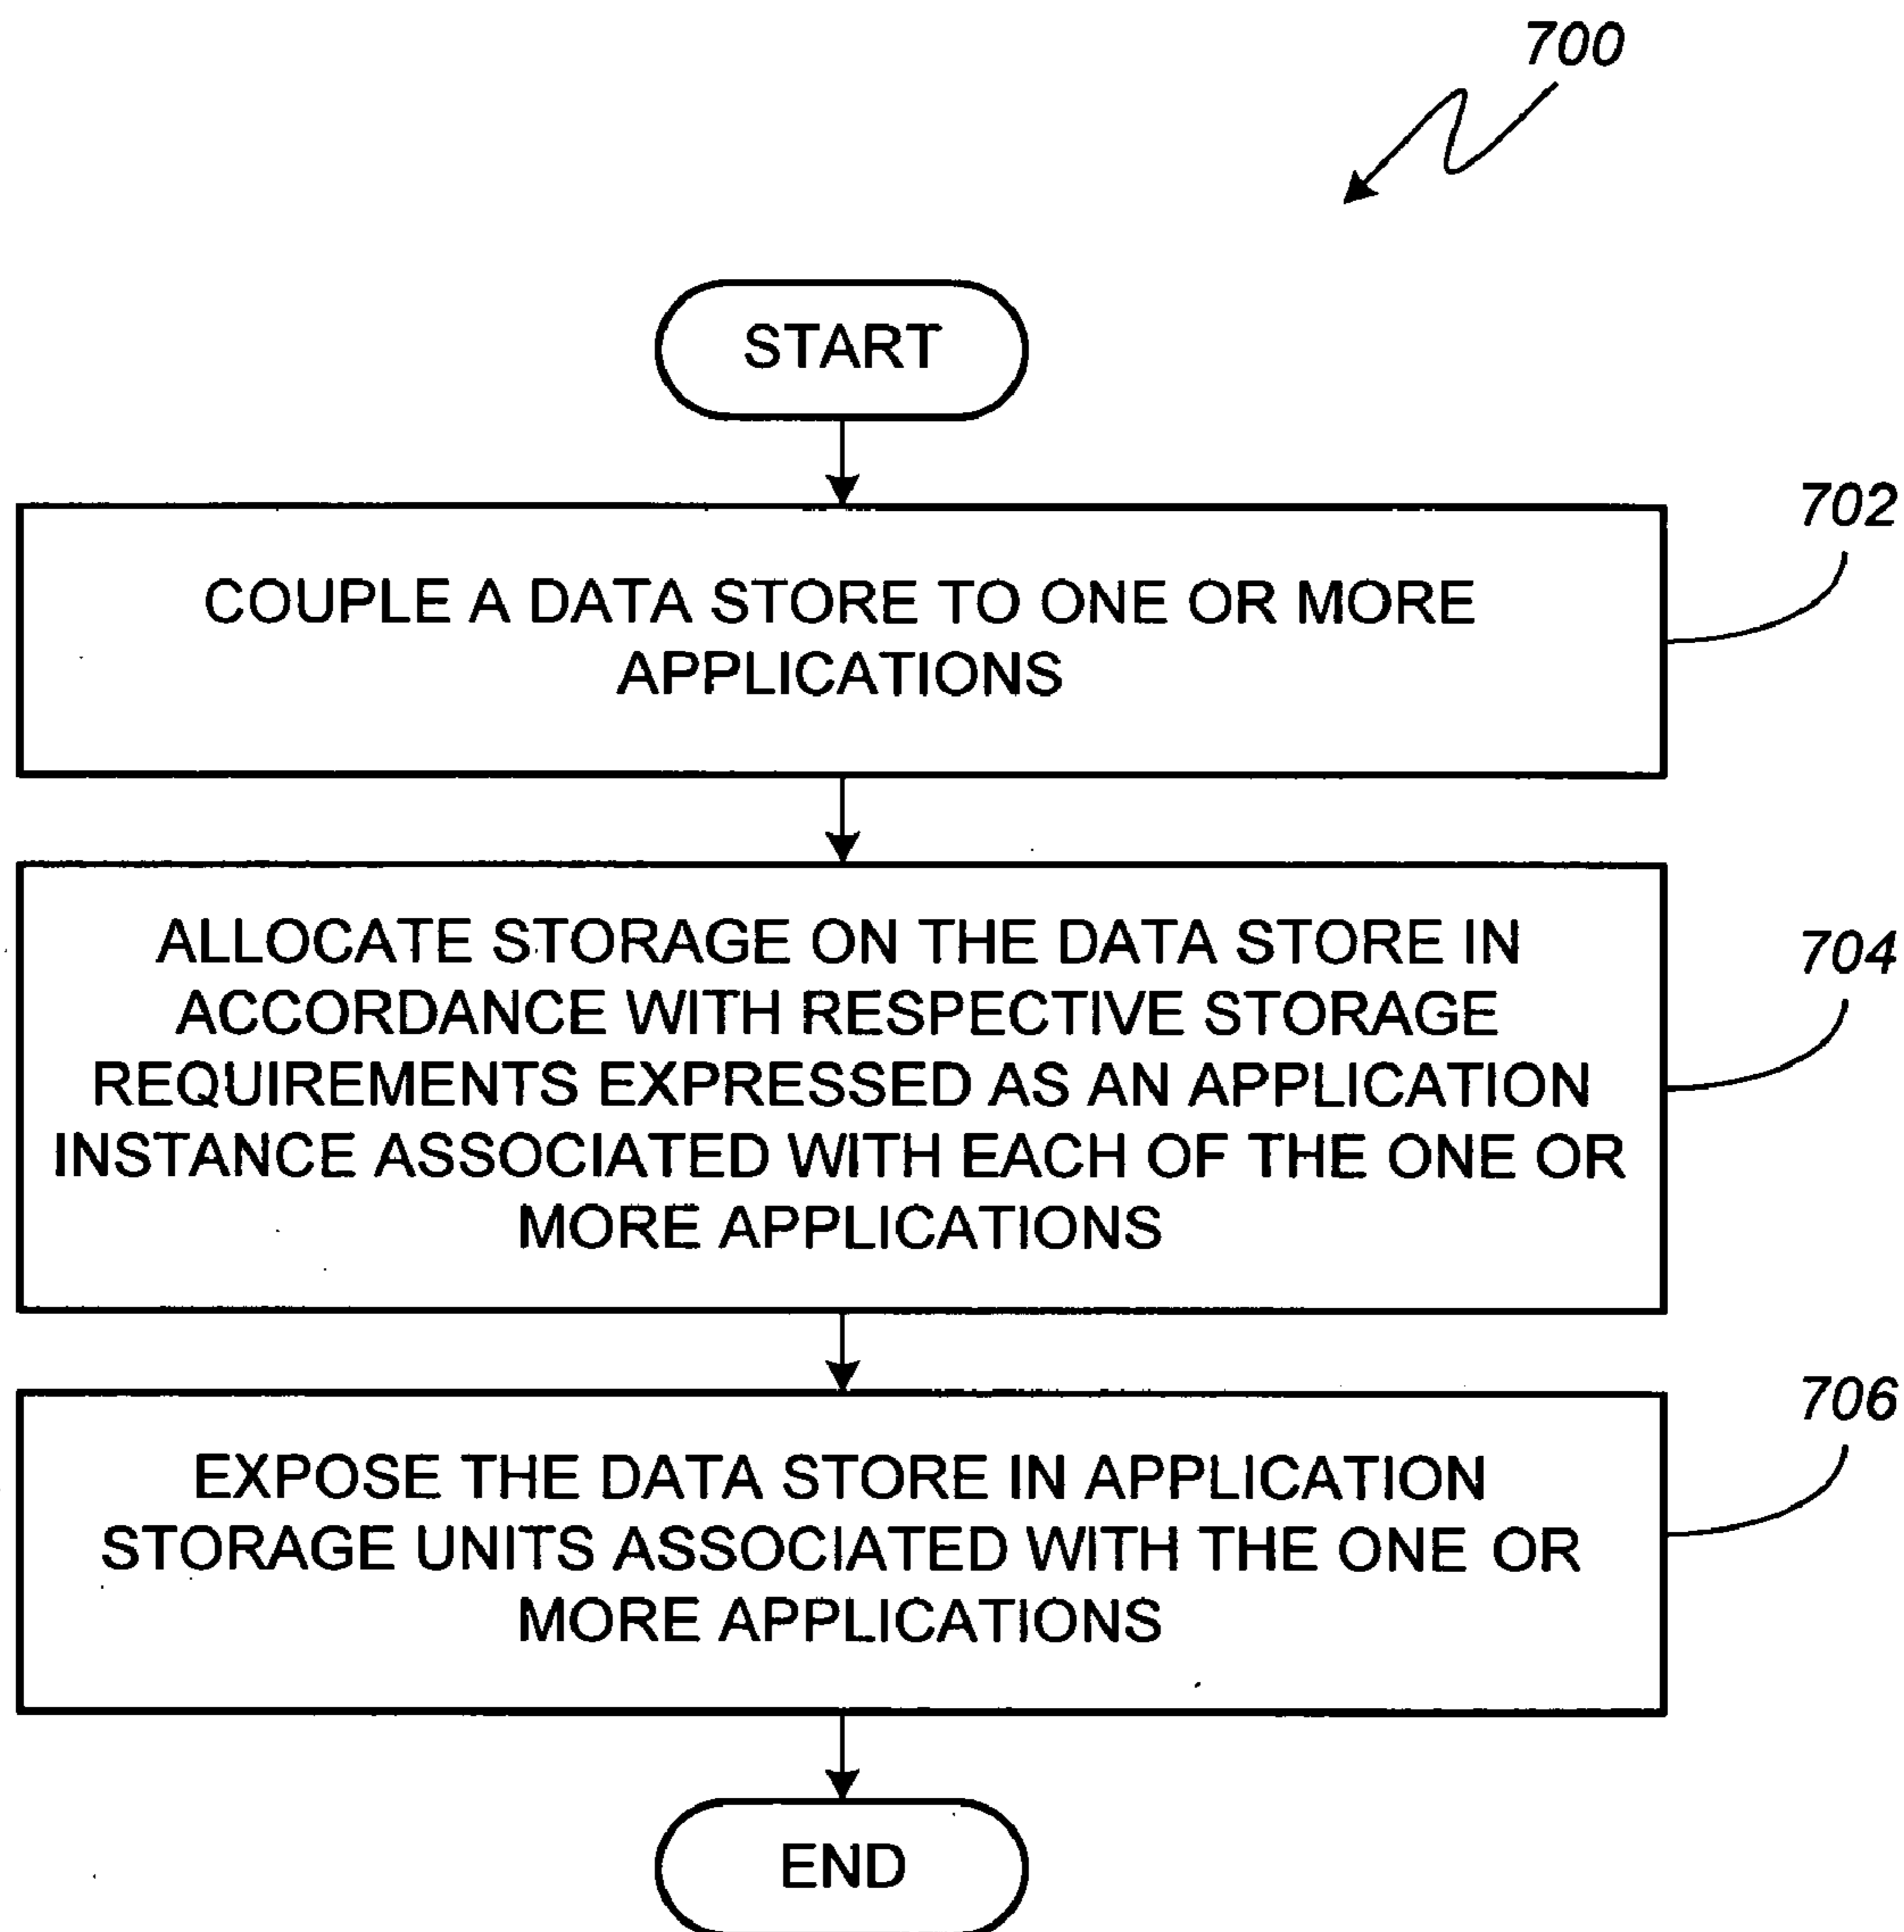 700
START
702
COUPLE A DATA STORE TO ONE OR MORE
APPLICATIONS
704
ALLOCATE STORAGE ON THE DATA STORE IN
ACCORDANCE WITH RESPECTIVE STORAGE
REQUIREMENTS EXPRESSED AS AN APPLICATION
INSTANCE ASSOCIATED WITH EACH OF THE ONE OR
MORE APPLICATIONS
706
EXPOSE THE DATA STORE IN APPLICATION
STORAGE UNITS ASSOCIATED WITH THE ONE OR
MORE APPLICATIONS
END